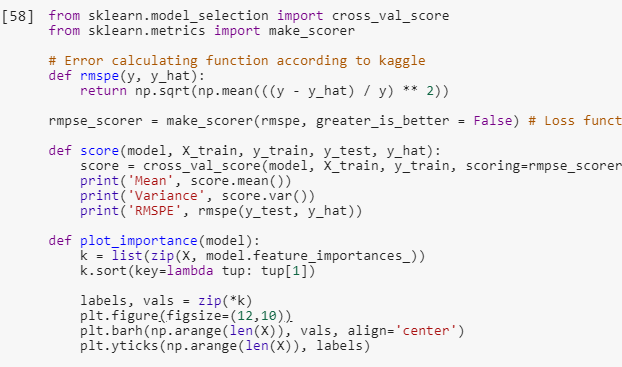 [58] from sklearn.model_selection import cross_val_score
from sklearn.metrics import make_scorer
# Error calculating function according to kaggle
def rmspe(y, y_hat):
return np.sqrt(np.mean(((y - y_hat) / y) ** 2))
rmpse_scorer = make_scorer(rmspe, greater_is_better = False) # Loss funct
def score(model, X_train, y_train, y_test, y_hat):
score = cross_val_score(model, X_train, y_train, scoring=rmpse_scorer
print('Mean', score.mean())
print('Variance', score.var())
print('RMSPE', rmspe(y_test, y_hat))
def plot_importance(model):
k = list(zip(X, model.feature_importances_))
k.sort(key=lambda tup: tup[1])
labels, vals = zip(*k)
plt.figure(figsize=(12,10))
plt.barh(np.arange(len(X)), vals, align='center')
plt.yticks(np.arange(len(X)), labels)